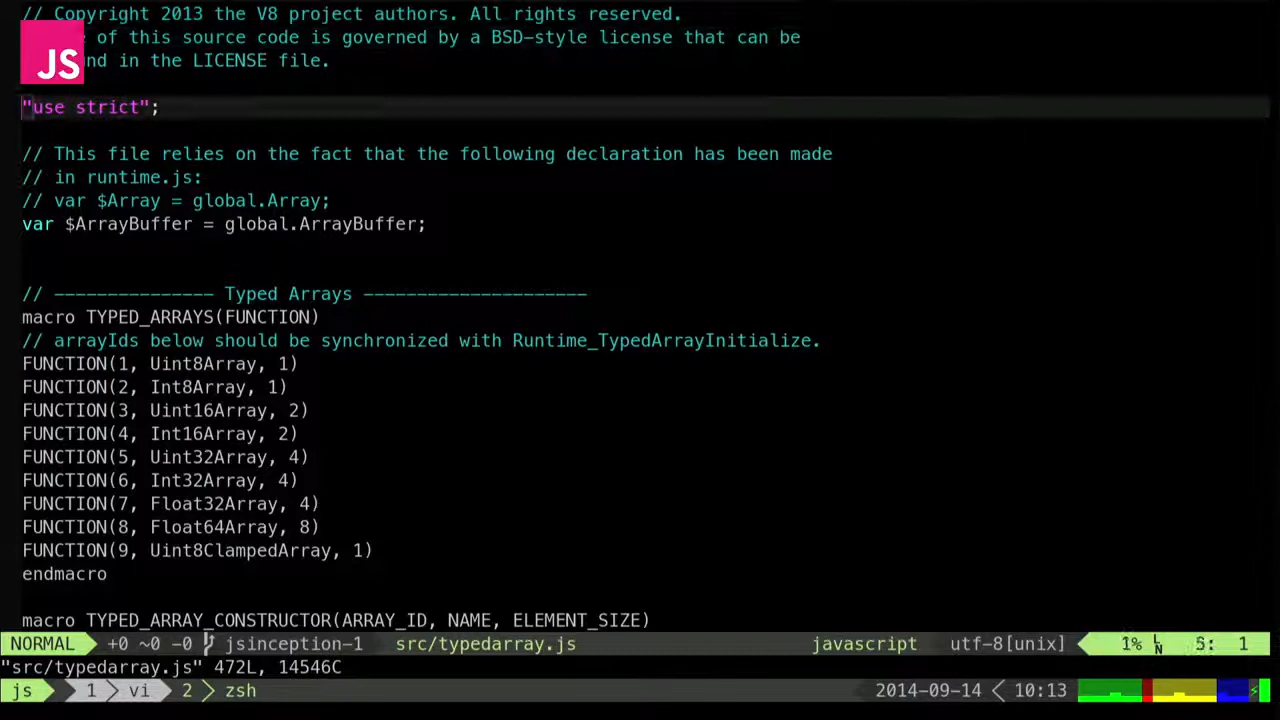 // Copyright 2013 the V8 project authors. All rights reserved.
JS
e of this source code is governed by a BSD-style license that can be
nd in the LICENSE file.
"use strict";
// This file relies on the fact that the following declaration has been made
// in runtime.js:
// var $Array = global.Array;
var $ArrayBuffer = global.ArrayBuffer;
// --------------- Typed Arrays ---------------------
macro TYPED_ARRAYS(FUNCTION)
// arrayIds below should be synchronized with Runtime_TypedArrayInitialize.
FUNCTION(1, Uint8Array, 1)
FUNCTION(2, Int8Array, 1)
FUNCTION(3, Uint16Array, 2)
FUNCTION(4, Int16Array, 2)
FUNCTION(5, Uint32Array, 4)
FUNCTION(6, Int32Array, 4)
FUNCTION(7, Float32Array, 4)
FUNCTION(8, Float64Array, 8)
FUNCTION(9, Uint8ClampedArray, 1)
endmacro
macro TYPED_ARRAY_CONSTRUCTOR(ARRAY_ID, NAME, ELEMENT_SIZE)
NORMAL +0 ~0 -0 jsinception-1 src/typedarray.js javascript utf-8[unix] 1% LN 5: 1
"src/typedarray.js" 472L, 14546C
js 1 vi 2 zsh 2014-09-14 10:13